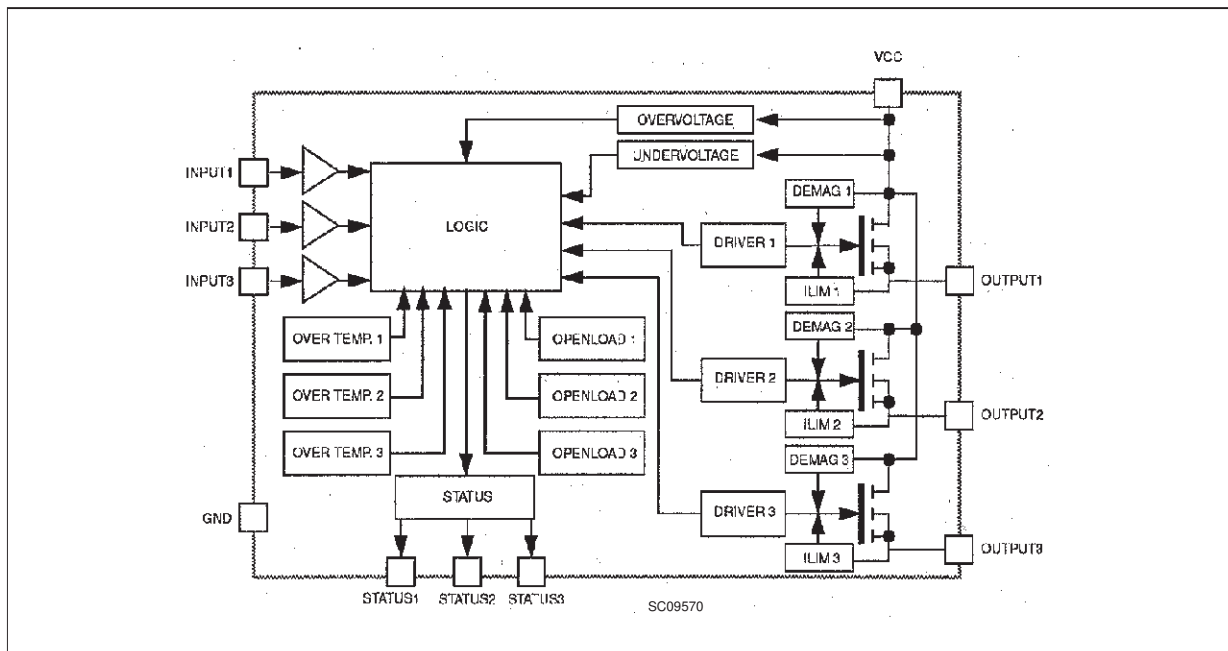 VCC
OVERVOLTAGE
UNDERVOLTAGE
INPUT1
INPUT2
INPUT3
LOGIC
DEMAG 1
DRIVER 1
ILIM 1
OUTPUT1
OVER TEMP. 1
OPENLOAD 1
DEMAG 2
OVER TEMP. 2
OPENLOAD 2
DRIVER 2
ILIM 2
OUTPUT2
OVER TEMP. 3
OPENLOAD 3
DEMAG 3
STATUS
DRIVER 3
GND
ILIM 3
OUTPUT3
STATUS1
STATUS2
STATUS3
SC09570